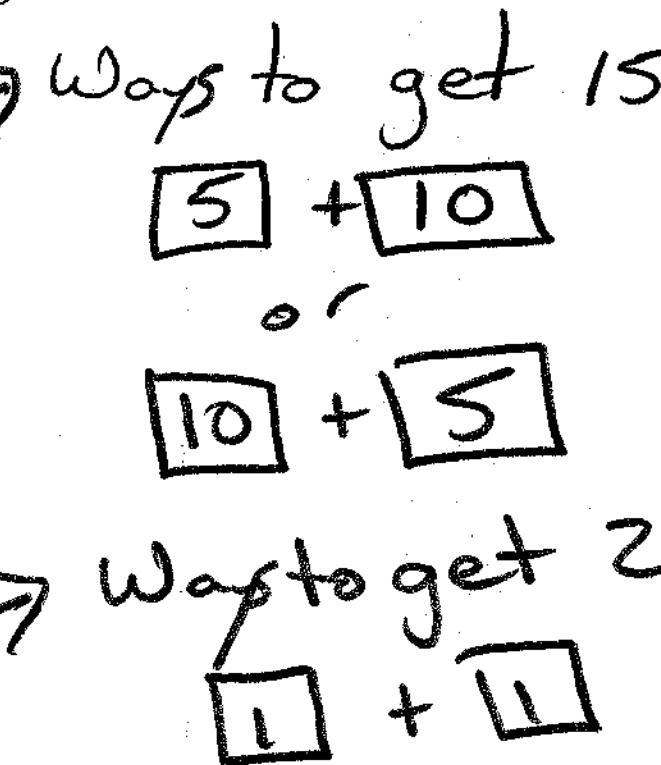 Ways to get 15
5 + 10
or
10 + 5
Ways to get 2
1 + 1